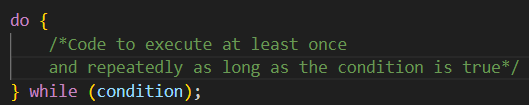 do {
/*Code to execute at least once
and repeatedly as long as the condition is true*/
} while (condition);